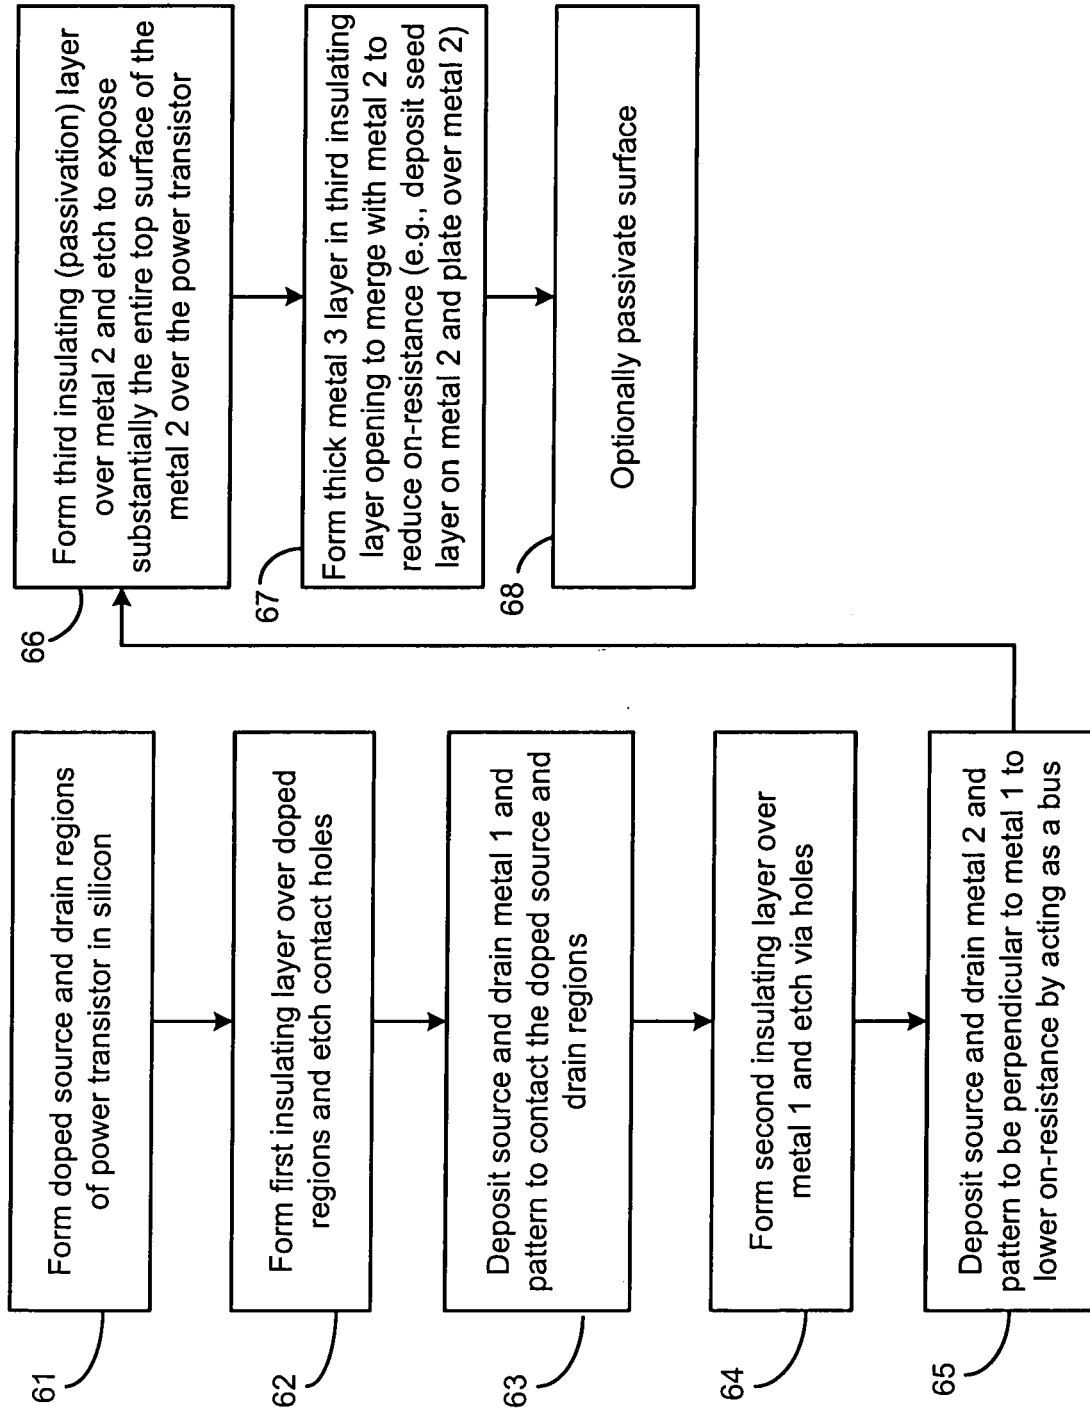 61
Form doped source and drain regions
of power transistor in silicon
62
Form first insulating layer over doped
regions and etch contact holes
63
Deposit source and drain metal 1 and
pattern to contact the doped source and
drain regions
64
Form second insulating layer over
metal 1 and etch via holes
65
Deposit source and drain metal 2 and
pattern to be perpendicular to metal 1 to
lower on-resistance by acting as a bus
66
Form third insulating (passivation) layer
over metal 2 and etch to expose
substantially the entire top surface of the
metal 2 over the power transistor
67
Form thick metal 3 layer in third insulating
layer opening to merge with metal 2 to
reduce on-resistance (e.g., deposit seed
layer on metal 2 and plate over metal 2)
68
Optionally passivate surface